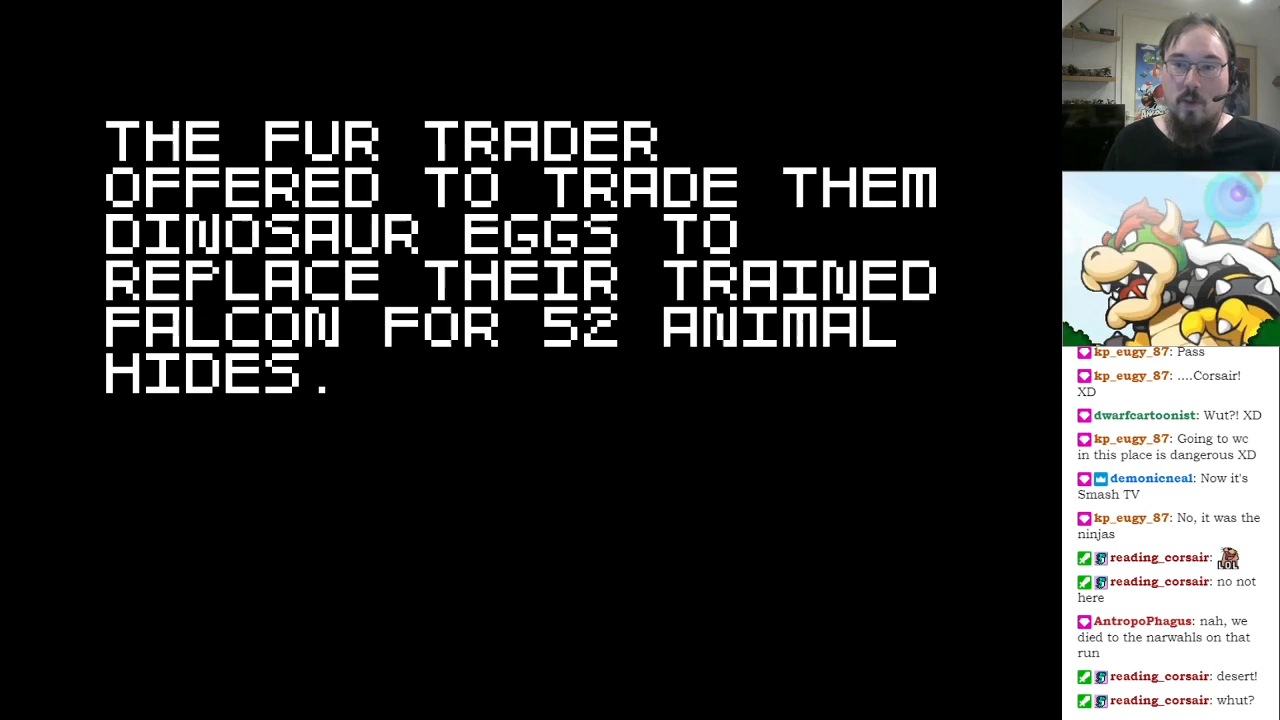 THE FUR TRADER
OFFERED TO TRADE THEM
DINOSAUR EGGS TO
REPLACE THEIR TRAINED
FALCON FOR 52 ANIMAL
HIDES.
kp_eugy_87: Pass
kp_eugy_87: ....Corsair!
XD
dwarfcartoonist: Wut?! XD
kp_eugy_87: Going to wc
in this place is dangerous XD
demonicneal: Now it's
Smash TV
kp_eugy_87: No, it was the
ninjas
reading_corsair: LOL
reading_corsair: no not
here
AntropoPhagus: nah, we
died to the narwahls on that
run
reading_corsair: desert!
reading_corsair: whut?